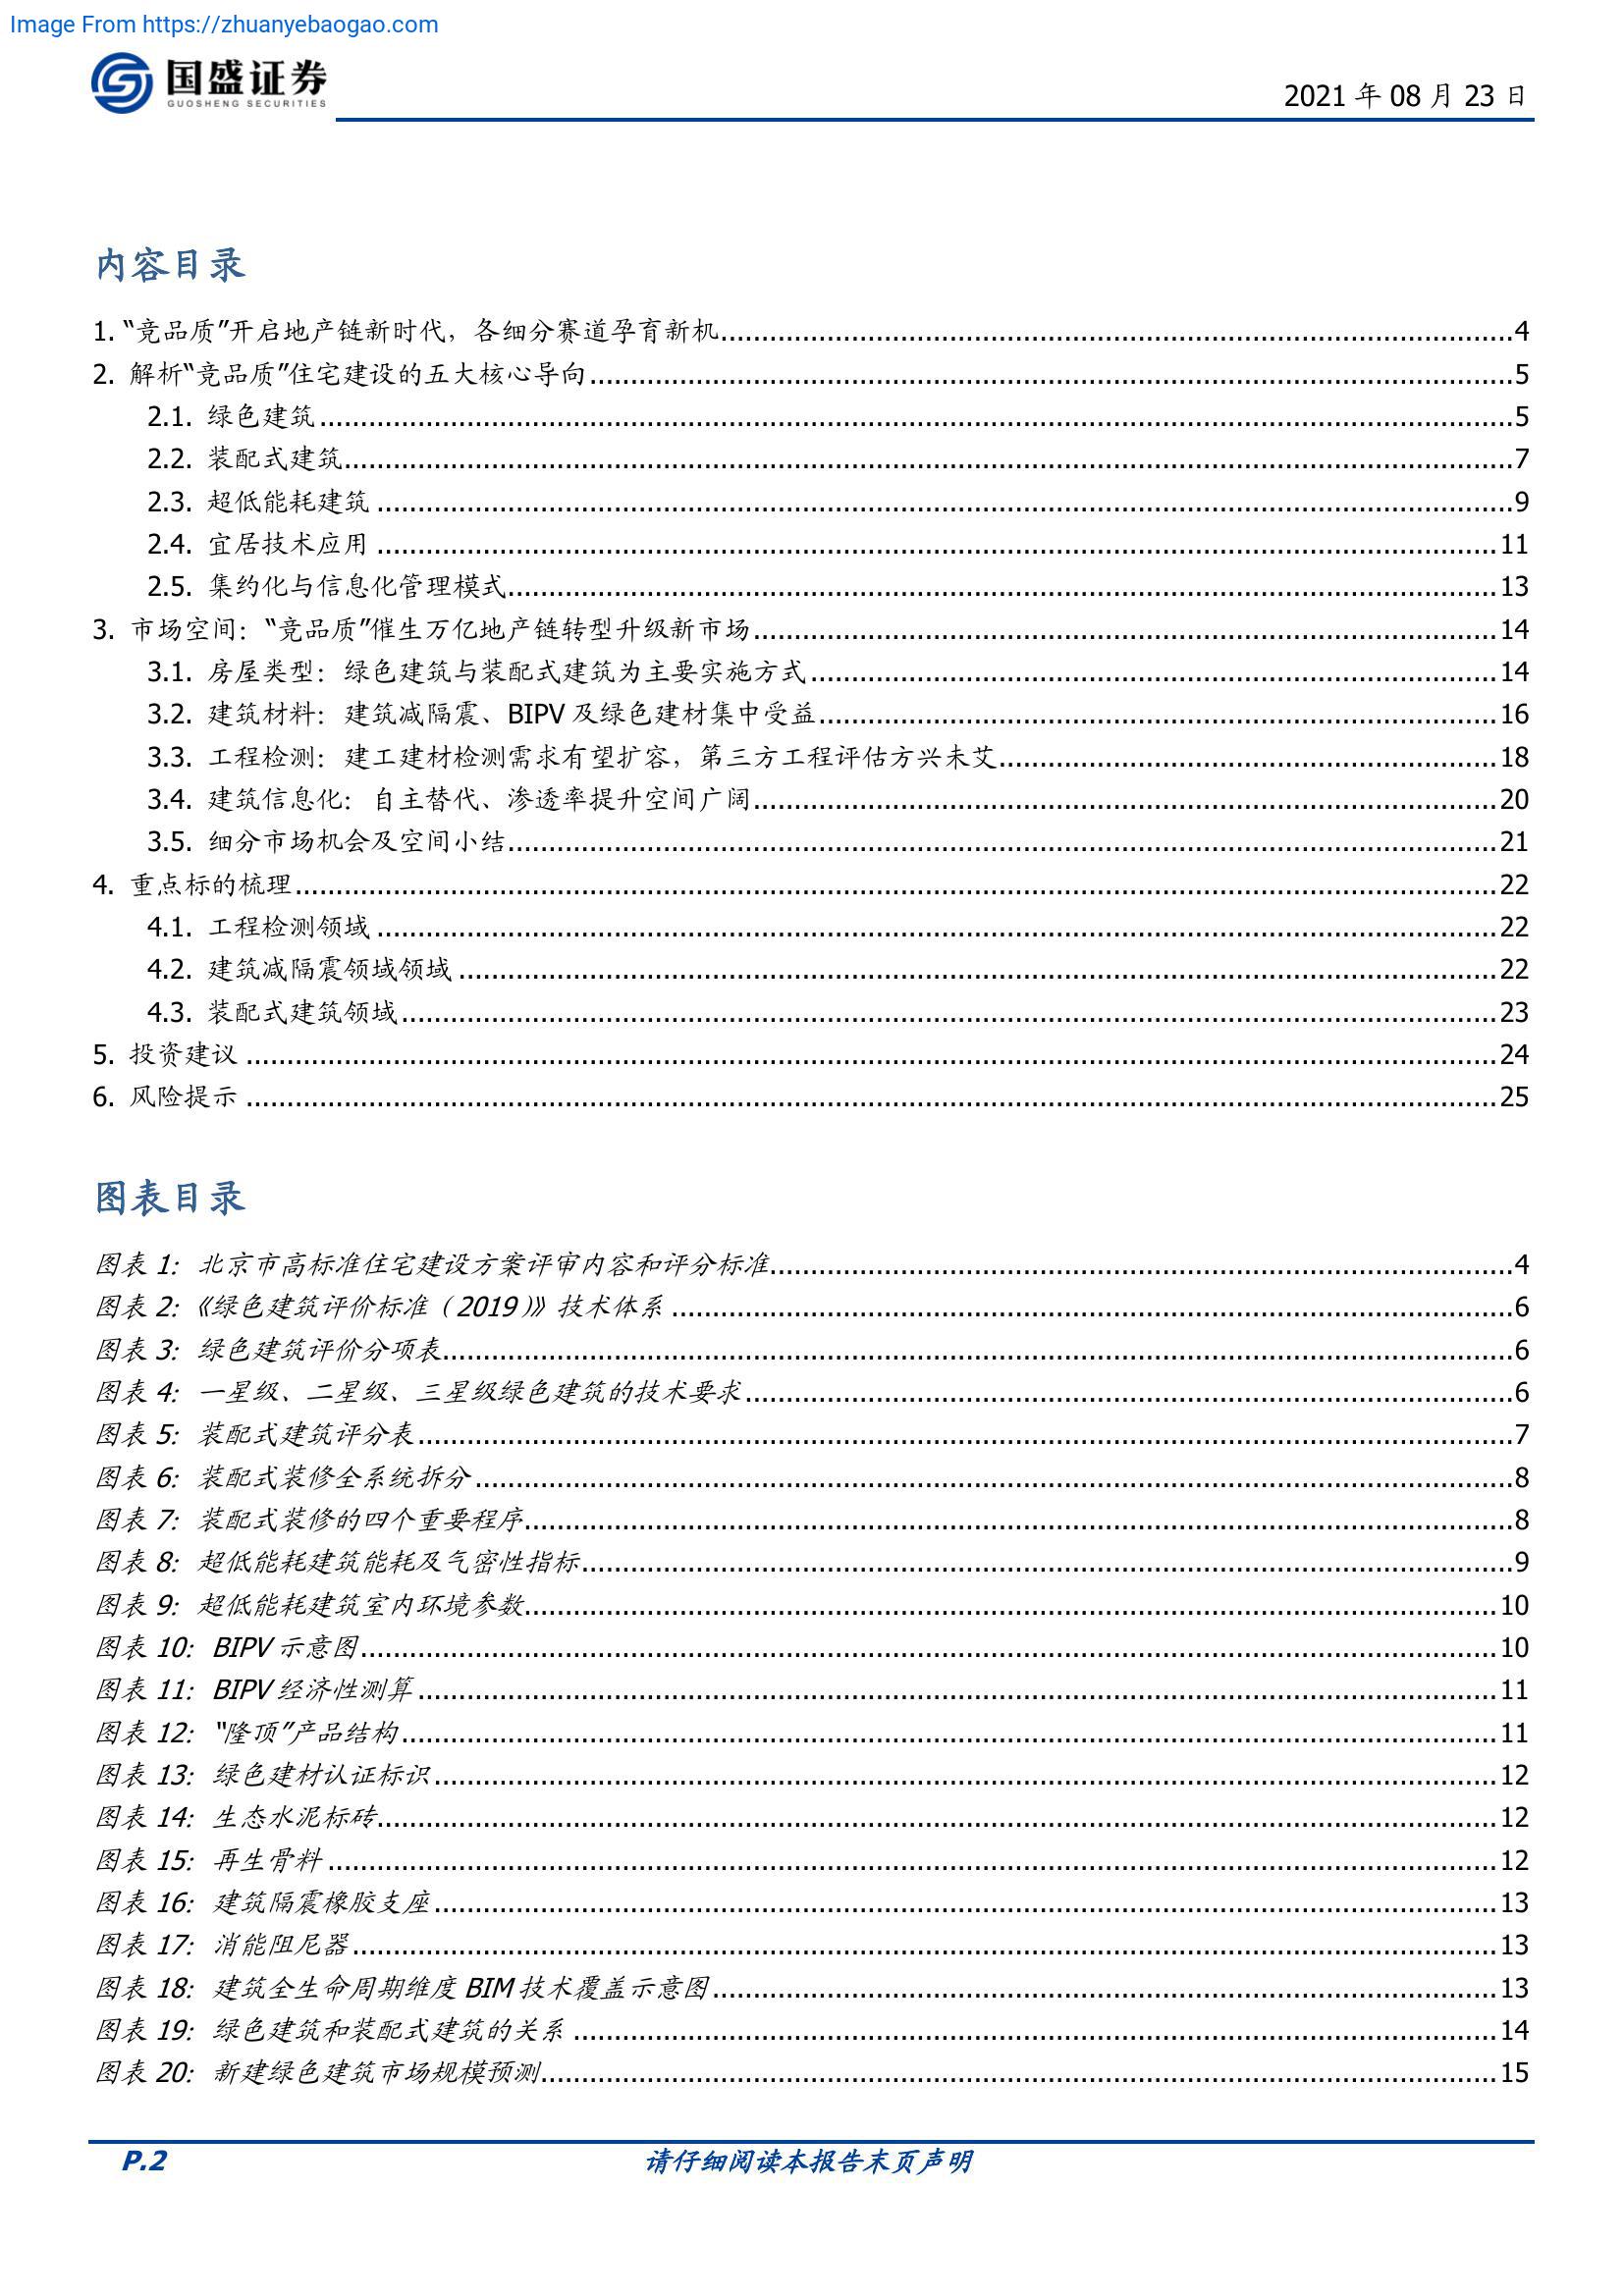 Image From https://zhuanyebaogao.com
国盛证券
GUOSHENG SECURITIES
2021 年 08 月 23 日
内容目录
1. “竞品质”开启地产链新时代，各细分赛道孕育新机....................4
2. 解析“竞品质”住宅建设的五大核心导向....................5
2.1. 绿色建筑....................5
2.2. 装配式建筑....................7
2.3. 超低能耗建筑....................9
2.4. 宜居技术应用....................11
2.5. 集约化与信息化管理模式....................13
3. 市场空间：“竞品质”催生万亿地产链转型升级新市场....................14
3.1. 房屋类型：绿色建筑与装配式建筑为主要实施方式....................14
3.2. 建筑材料：建筑减隔震、BIPV 及绿色建材集中受益....................16
3.3. 工程检测：建工建材检测需求有望扩容，第三方工程评估方兴未艾....................18
3.4. 建筑信息化：自主替代、渗透率提升空间广阔....................20
3.5. 细分市场机会及空间小结....................21
4. 重点标的梳理....................22
4.1. 工程检测领域....................22
4.2. 建筑减隔震领域领域....................22
4.3. 装配式建筑领域....................23
5. 投资建议....................24
6. 风险提示....................25
图表目录
图表 1：北京市高标准住宅建设方案评审内容和评分标准....................4
图表 2：《绿色建筑评价标准（2019）》技术体系....................6
图表 3：绿色建筑评价分项表....................6
图表 4：一星级、二星级、三星级绿色建筑的技术要求....................6
图表 5：装配式建筑评分表....................7
图表 6：装配式装修全系统拆分....................8
图表 7：装配式装修的四个重要程序....................8
图表 8：超低能耗建筑能耗及气密性指标....................9
图表 9：超低能耗建筑室内环境参数....................10
图表 10：BIPV 示意图....................10
图表 11：BIPV 经济性测算....................11
图表 12：“隆顶”产品结构....................11
图表 13：绿色建材认证标识....................12
图表 14：生态水泥标砖....................12
图表 15：再生骨料....................12
图表 16：建筑隔震橡胶支座....................13
图表 17：消能阻尼器....................13
图表 18：建筑全生命周期维度 BIM 技术覆盖示意图....................13
图表 19：绿色建筑和装配式建筑的关系....................14
图表 20：新建绿色建筑市场规模预测....................15
P.2
请仔细阅读本报告末页声明